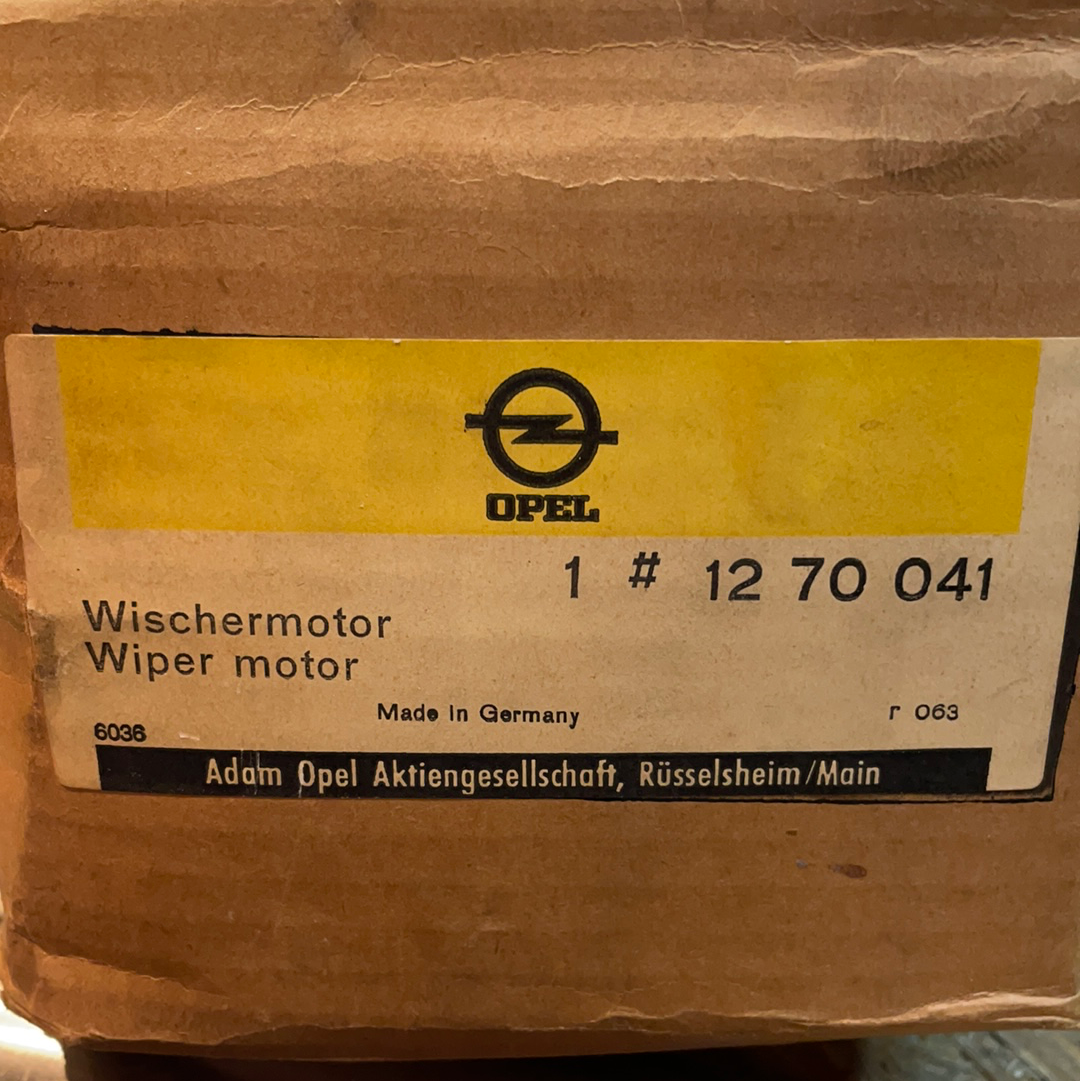 OPEL
1 # 12 70 041
Wischermotor
Wiper motor
Made in Germany
r 063
6036
Adam Opel Aktiengesellschaft, Rüsselsheim/Main